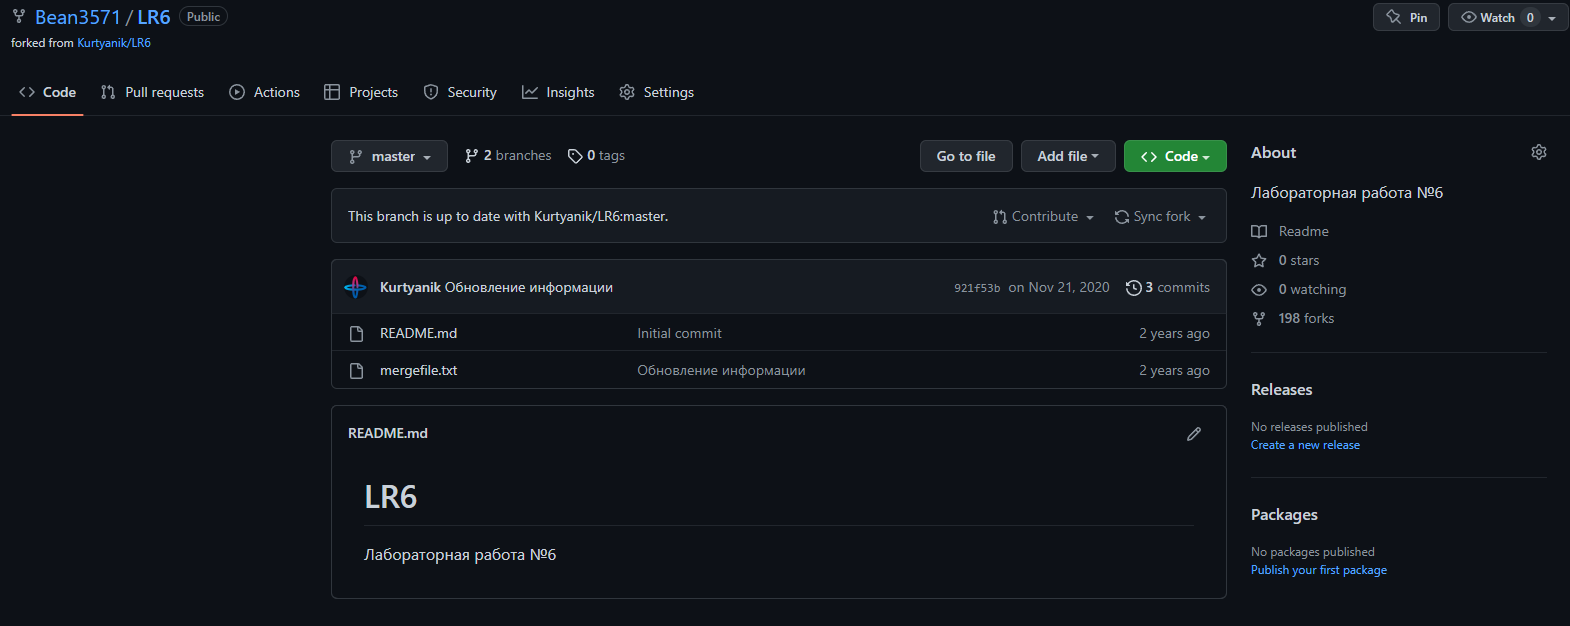 Bean3571 / LR6 Public
Pin
Watch 0
forked from Kurtyanik/LR6
Code
Pull requests
Actions
Projects
Security
Insights
Settings
master
2 branches
0 tags
Go to file
Add file
Code
This branch is up to date with Kurtyanik/LR6:master.
Contribute
Sync fork
Kurtyanik Обновление информации
921f53b on Nov 21, 2020
3 commits
README.md
Initial commit
2 years ago
mergefile.txt
Обновление информации
2 years ago
README.md
LR6
Лабораторная работа №6
About
Лабораторная работа №6
Readme
0 stars
0 watching
198 forks
Releases
No releases published
Create a new release
Packages
No packages published
Publish your first package